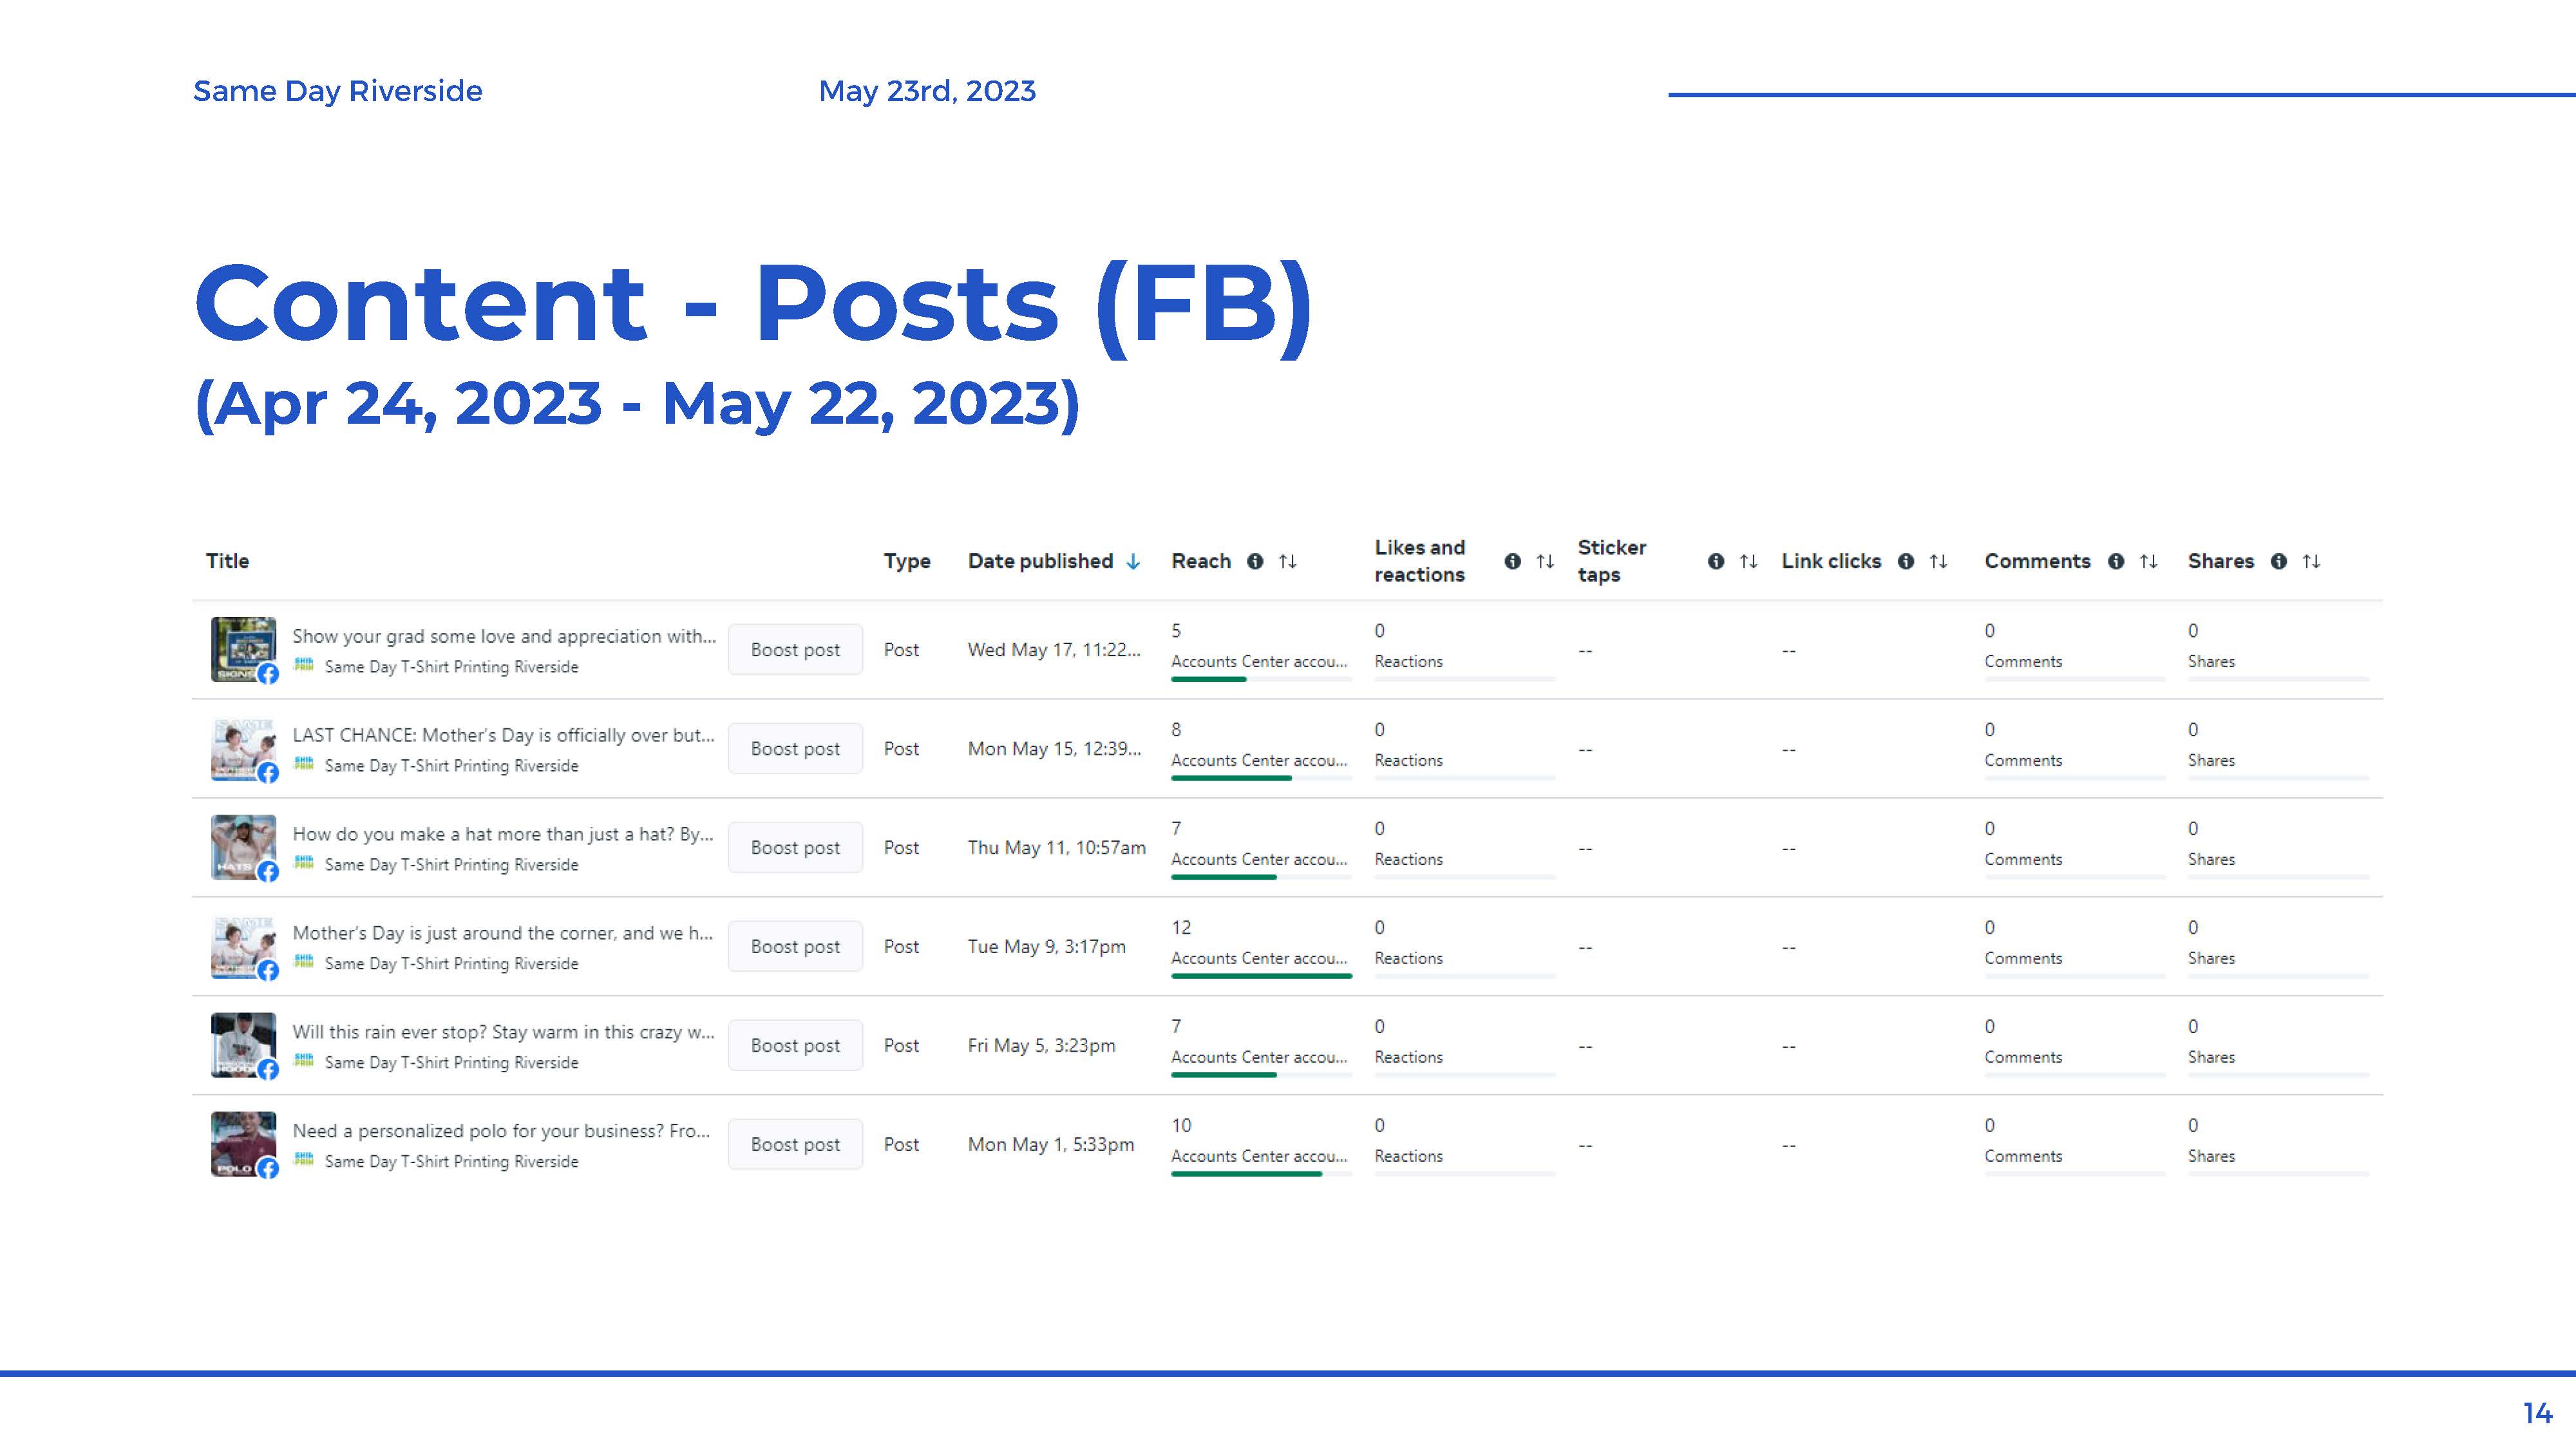 Same Day Riverside May 23rd, 2023
Content - Posts (FB)
(Apr 24, 2023 - May 22, 2023)
Title Type Date published Reach Likes and reactions Sticker taps Link clicks Comments Shares
Show your grad some love and appreciation with... Boost post Post Wed May 17, 11:22... 5 0 -- -- 0 0
Same Day T-Shirt Printing Riverside Accounts Center accou... Reactions Comments Shares
SIGNS
LAST CHANCE: Mother's Day is officially over but... Boost post Post Mon May 15, 12:39... 8 0 -- -- 0 0
Same Day T-Shirt Printing Riverside Accounts Center accou... Reactions Comments Shares
How do you make a hat more than just a hat? By... Boost post Post Thu May 11, 10:57am 7 0 -- -- 0 0
Same Day T-Shirt Printing Riverside Accounts Center accou... Reactions Comments Shares
HATS
Mother's Day is just around the corner, and we h... Boost post Post Tue May 9, 3:17pm 12 0 -- -- 0 0
Same Day T-Shirt Printing Riverside Accounts Center accou... Reactions Comments Shares
Will this rain ever stop? Stay warm in this crazy w... Boost post Post Fri May 5, 3:23pm 7 0 -- -- 0 0
Same Day T-Shirt Printing Riverside Accounts Center accou... Reactions Comments Shares
Need a personalized polo for your business? Fro... Boost post Post Mon May 1, 5:33pm 10 0 -- -- 0 0
Same Day T-Shirt Printing Riverside Accounts Center accou... Reactions Comments Shares
POLO
14